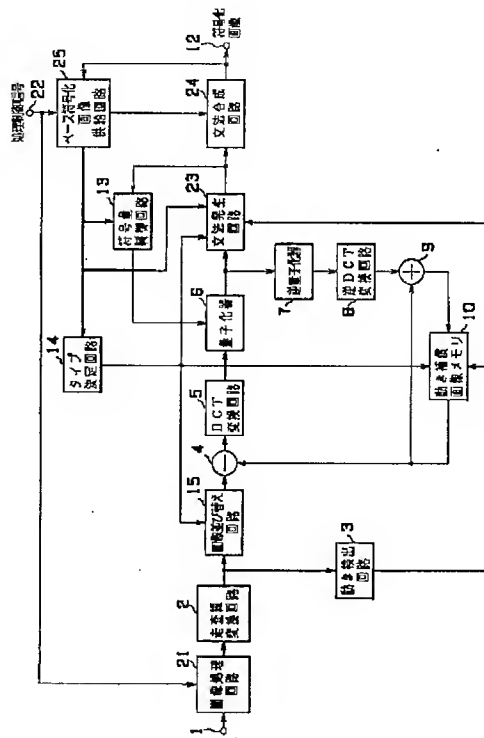 処理制御信号
22
25
ベース符号化
画像
供給回路
12
符号化
画像
13
符号量
積積回路
24
文法合成
回路
14
タイプ
決定回路
23
文法発生
回路
6
量子化器
7
逆量子化器
5
DCT
変換回路
8
逆DCT
変換回路
4
9
15
画像並び替え
回路
10
動き補償
画像メモリ
2
走査線
変換回路
3
動き検出
回路
21
画像処理
回路
1